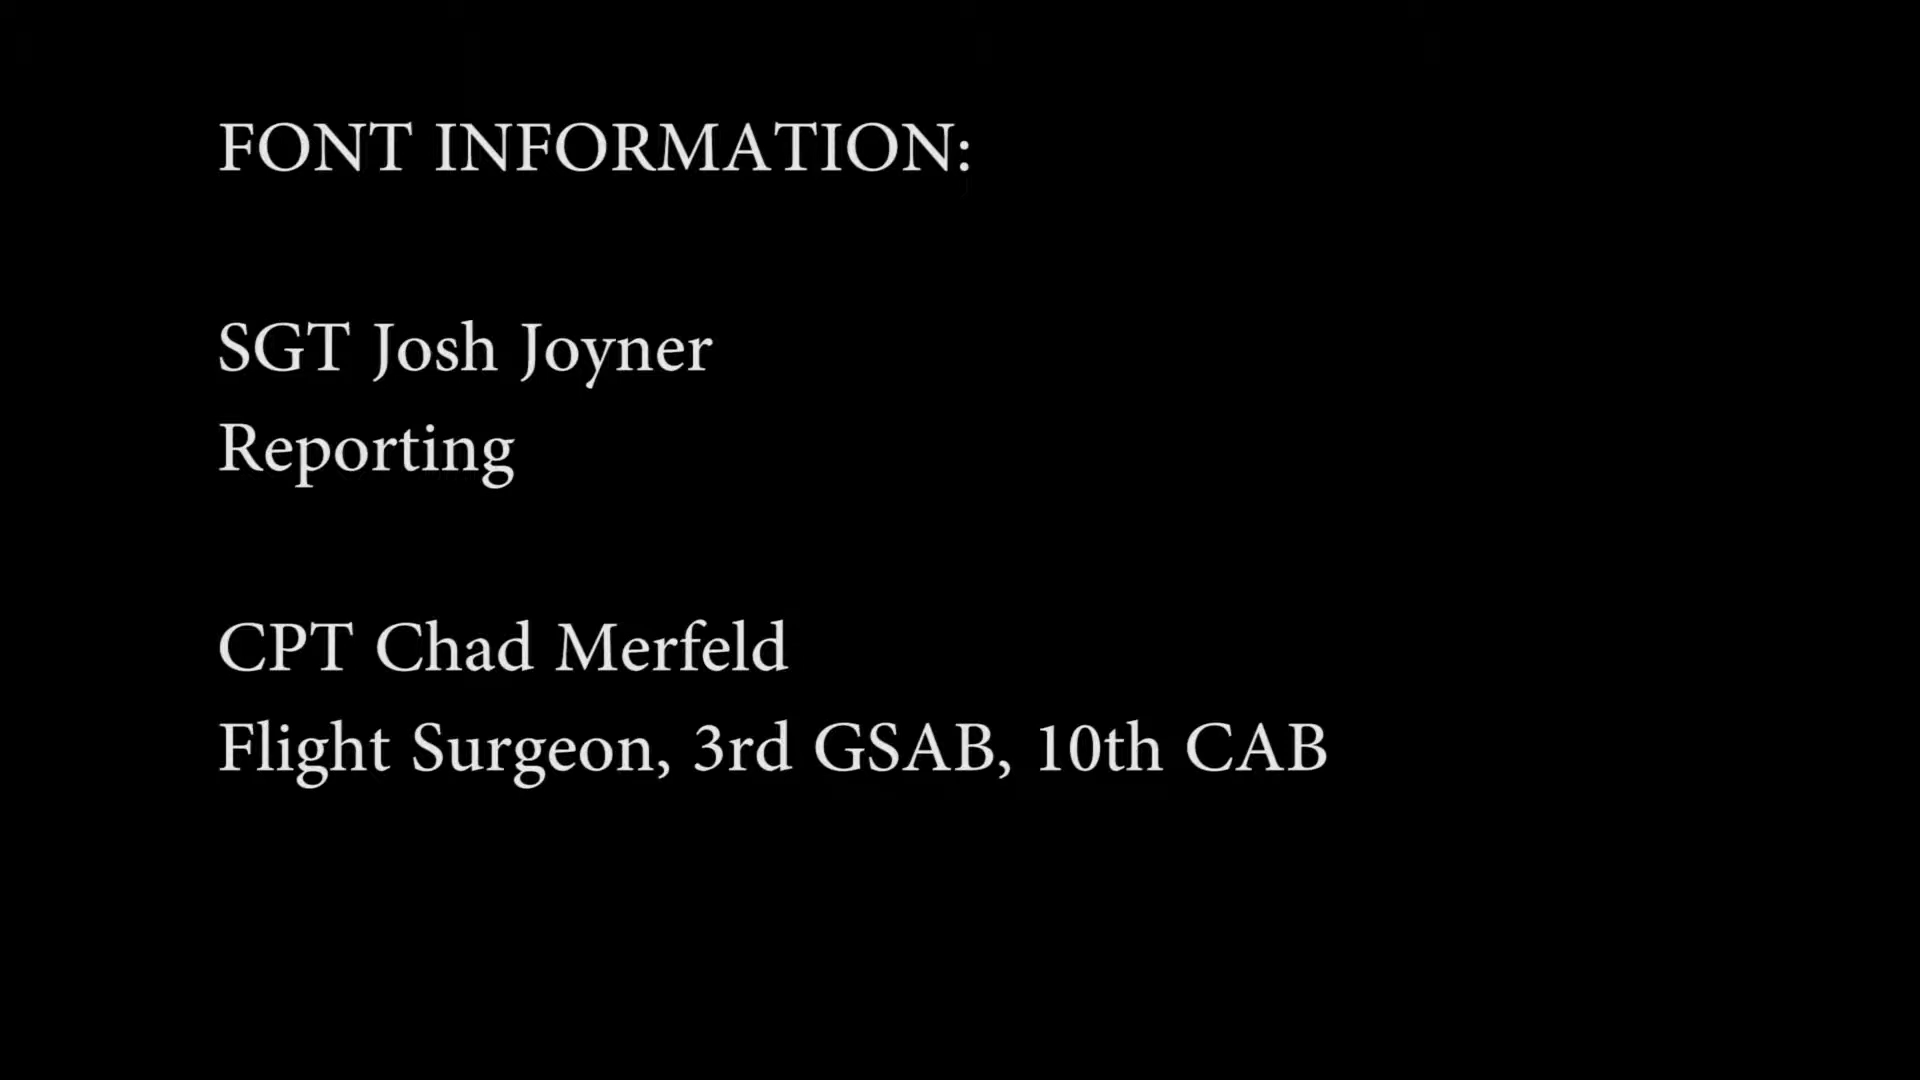 FONT INFORMATION:
SGT Josh Joyner
Reporting
CPT Chad Merfeld
Flight Surgeon, 3rd GSAB, 10th CAB